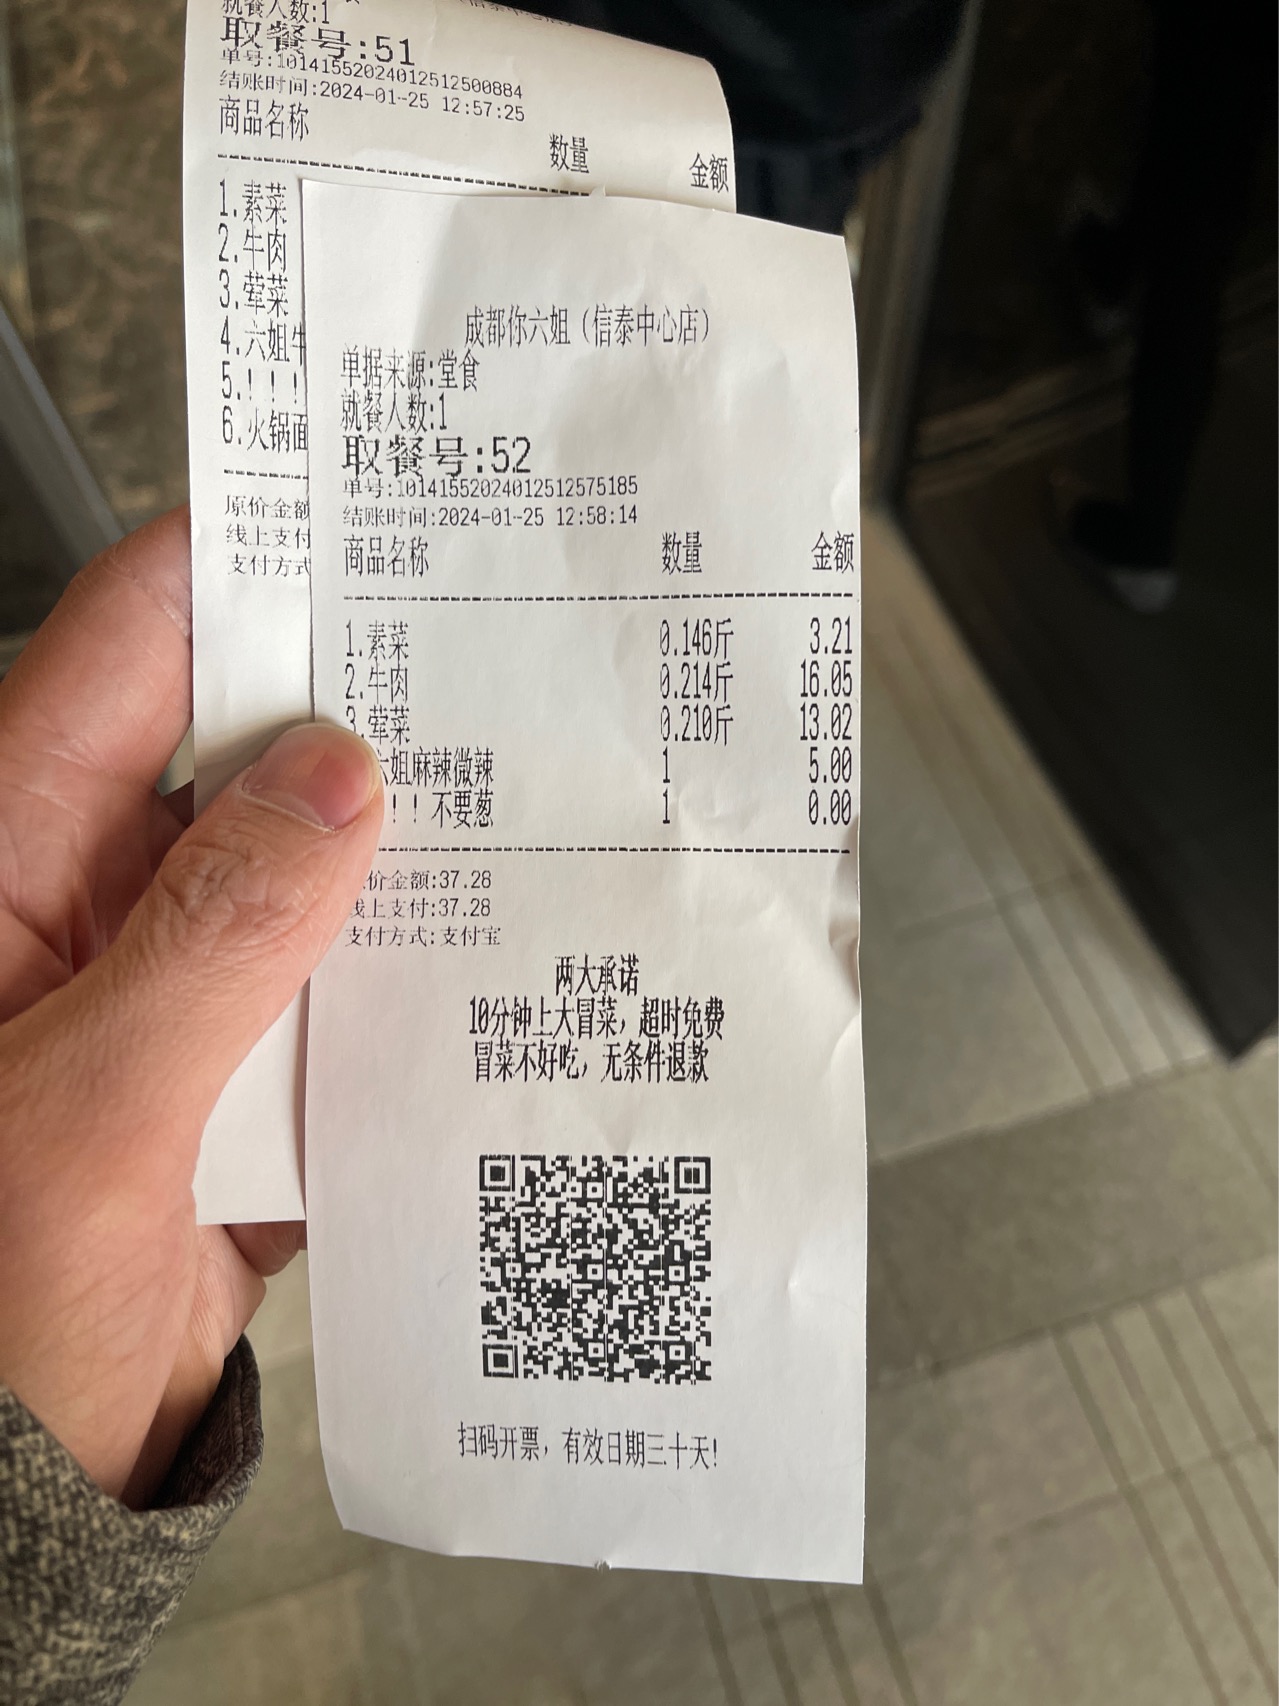 就餐人数:1
取餐号:51
单号:10141552024012512500884
结账时间:2024-01-25 12:57:25
商品名称 数量 金额
1.素菜
2.牛肉
3.荤菜
4.六姐牛
5.!!!
6.火锅面
原价金额
线上支付
支付方式
成都你六姐（信泰中心店）
单据来源:堂食
就餐人数:1
取餐号:52
单号:10141552024012512575185
结账时间:2024-01-25 12:58:14
商品名称 数量 金额
1.素菜 0.146斤 3.21
2.牛肉 0.214斤 16.05
3.荤菜 0.210斤 13.02
六姐麻辣微辣 1 5.00
!!不要葱 1 0.00
价金额:37.28
线上支付:37.28
支付方式:支付宝
两大承诺
10分钟上大冒菜，超时免费
冒菜不好吃，无条件退款
扫码开票，有效日期三十天!